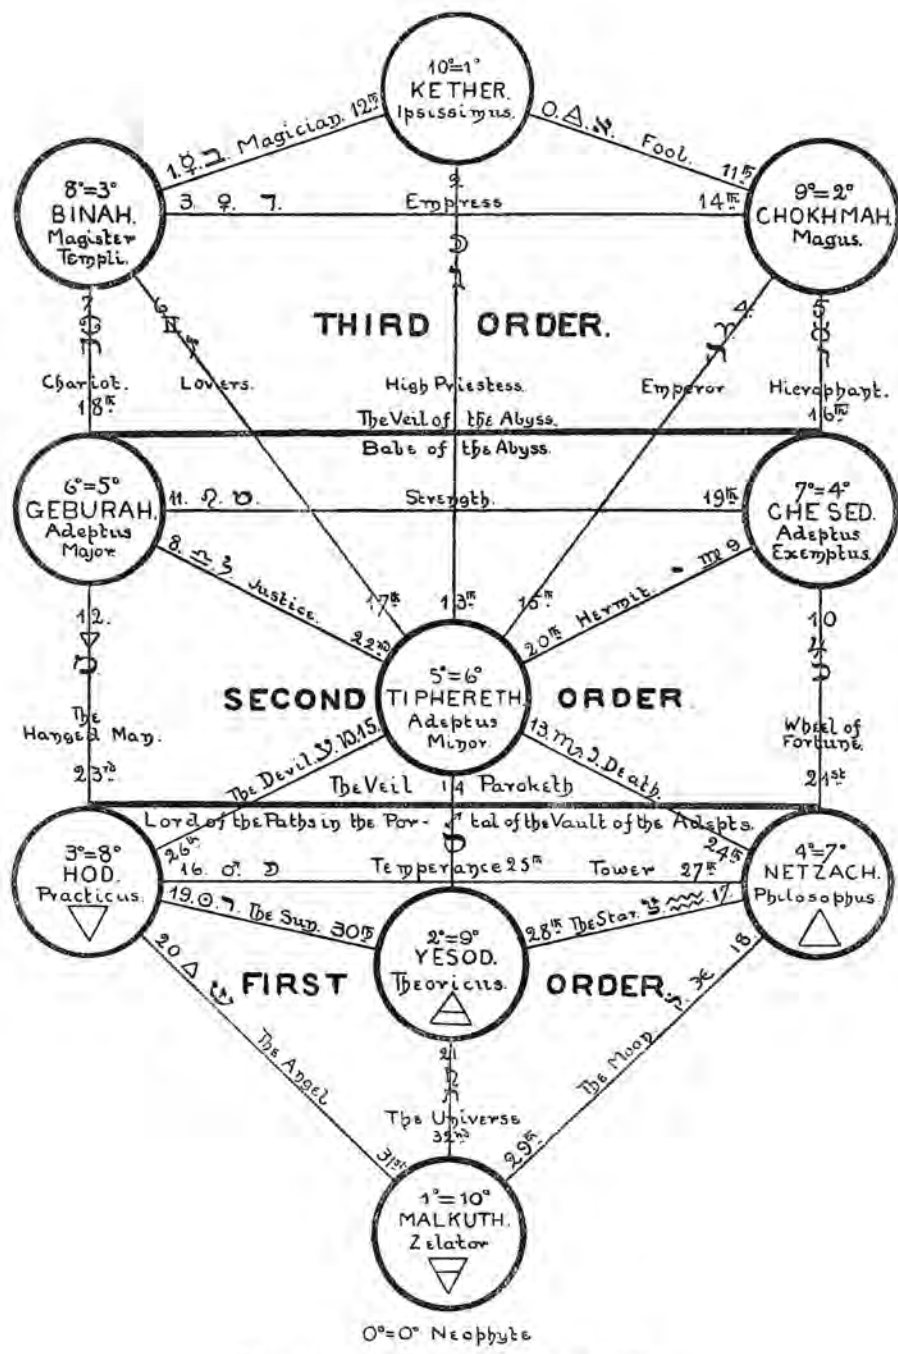 10°=1°
KETHER.
Ipsissimus.
1. ☿ ב. Magician. 12th
0. △. א. Fool. 11th
8°=3°
BINAH.
Magister
Templi.
9°=2°
CHOKHMAH.
Magus.
3. ♀. ד. Empress 14th
2
☽
ג
High Priestess.
13th
7
♋
ח
Chariot.
18th
6
♊
ז
Lovers.
17th
4.
♈
ה
Emperor
15th
5
♉
ו
Hierophant.
16th
THIRD ORDER.
The Veil of the Abyss.
Babe of the Abyss.
6°=5°
GEBURAH.
Adeptus
Major.
7°=4°
CHESED.
Adeptus
Exemptus.
11. ♌. ט. Strength. 19th
8. ♎. ל Justice. 22nd
20th Hermit. י ♍ 9
12.
▽
מ
The
Hanged Man.
23rd
10
♃
כ
Wheel of
Fortune.
21st
5°=6°
TIPHERETH.
Adeptus
Minor.
SECOND ORDER
The Devil. ע. ♑. 15.
26th
13. ♏. נ. Death.
24th
The Veil 14 Paroketh
Lord of the Paths in the Por- tal of the Vault of the Adepts.
♐
ס
Temperance 25th
3°=8°
HOD.
Practicus.
4°=7°
NETZACH.
Philosophus.
16. ♂. פ Tower 27th
19. ☉. ר. The Sun. 30th
28th The Star. צ. ♒. 17.
2°=9°
YESOD.
Theoricus.
FIRST ORDER.
20 △ ש
The Angel
31st
The Moon. ק. ♓ 18.
29th
21
♄
ת
The Universe
32nd
1°=10°
MALKUTH.
Zelator
0°=0° Neophyte